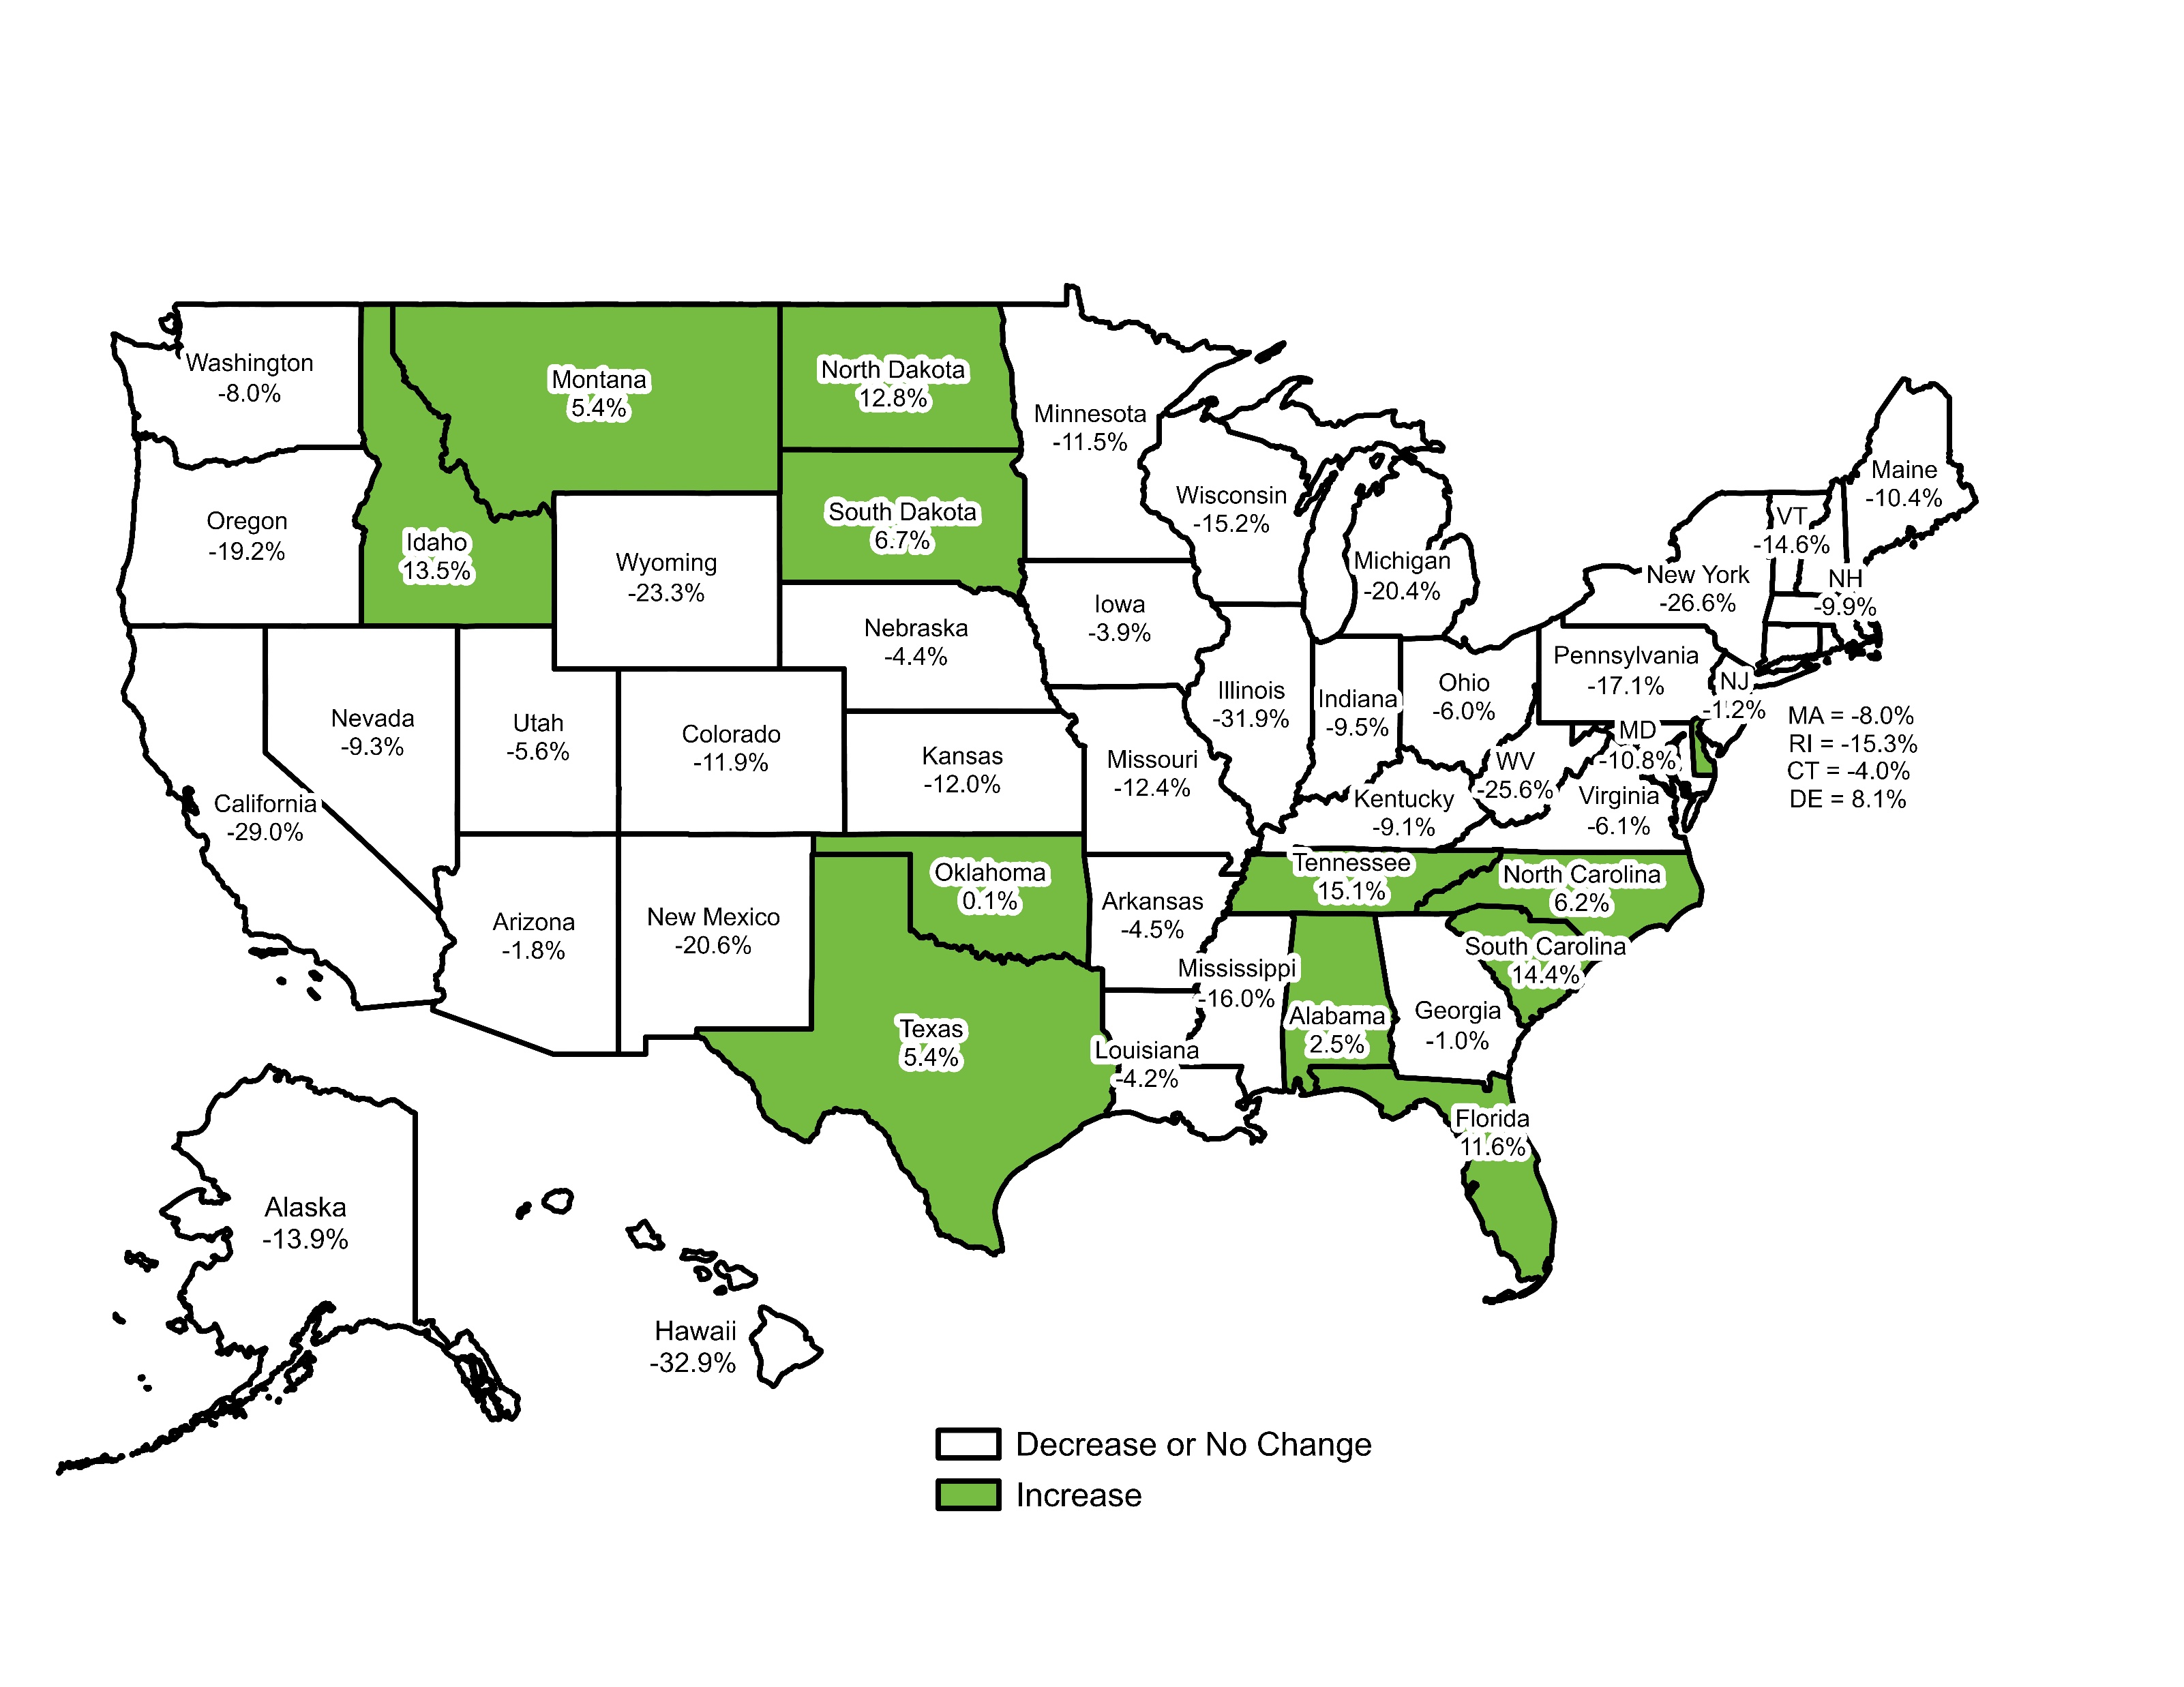 Washington
-8.0%
Montana
5.4%
North Dakota
12.8%
Minnesota
-11.5%
Maine
-10.4%
Oregon
-19.2%
Idaho
13.5%
Wyoming
-23.3%
South Dakota
6.7%
Wisconsin
-15.2%
Michigan
-20.4%
New York
-26.6%
VT
-14.6%
NH
-9.9%
Nebraska
-4.4%
Iowa
-3.9%
Illinois
-31.9%
Indiana
-9.5%
Ohio
-6.0%
Pennsylvania
-17.1%
NJ
-1.2%
MA = -8.0%
RI = -15.3%
CT = -4.0%
DE = 8.1%
California
-29.0%
Nevada
-9.3%
Utah
-5.6%
Colorado
-11.9%
Kansas
-12.0%
Missouri
-12.4%
Kentucky
-9.1%
WV
-25.6%
MD
-10.8%
Virginia
-6.1%
Arizona
-1.8%
New Mexico
-20.6%
Oklahoma
0.1%
Arkansas
-4.5%
Tennessee
15.1%
North Carolina
6.2%
South Carolina
14.4%
Texas
5.4%
Louisiana
-4.2%
Mississippi
-16.0%
Alabama
2.5%
Georgia
-1.0%
Florida
11.6%
Alaska
-13.9%
Hawaii
-32.9%
Decrease or No Change
Increase